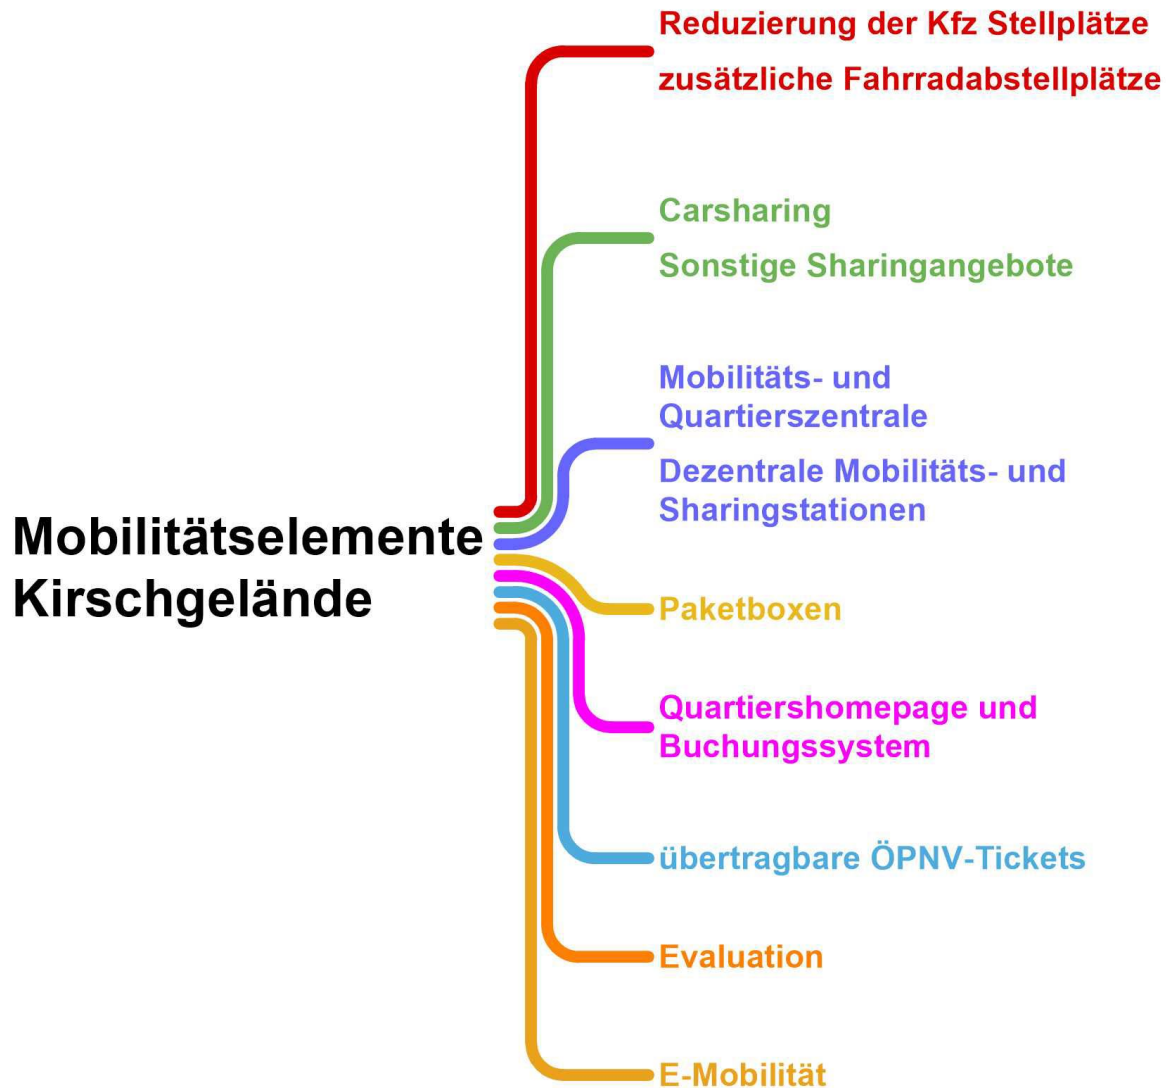 Reduzierung der Kfz Stellplätze
zusätzliche Fahrradabstellplätze
Carsharing
Sonstige Sharingangebote
Mobilitäts- und
Quartierszentrale
Dezentrale Mobilitäts- und
Sharingstationen
Mobilitätselemente
Kirschgelände
Paketboxen
Quartiershomepage und
Buchungssystem
übertragbare ÖPNV-Tickets
Evaluation
E-Mobilität